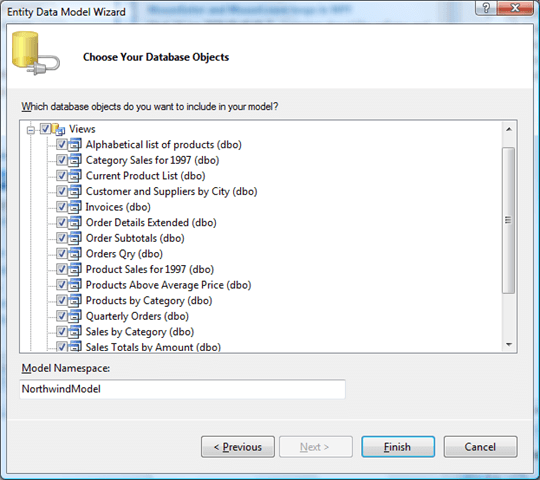 Entity Data Model Wizard
Choose Your Database Objects
Which database objects do you want to include in your model?
Views
Alphabetical list of products (dbo)
Category Sales for 1997 (dbo)
Current Product List (dbo)
Customer and Suppliers by City (dbo)
Invoices (dbo)
Order Details Extended (dbo)
Order Subtotals (dbo)
Orders Qry (dbo)
Product Sales for 1997 (dbo)
Products Above Average Price (dbo)
Products by Category (dbo)
Quarterly Orders (dbo)
Sales by Category (dbo)
Sales Totals by Amount (dbo)
Model Namespace:
NorthwindModel
< Previous Next > Finish Cancel